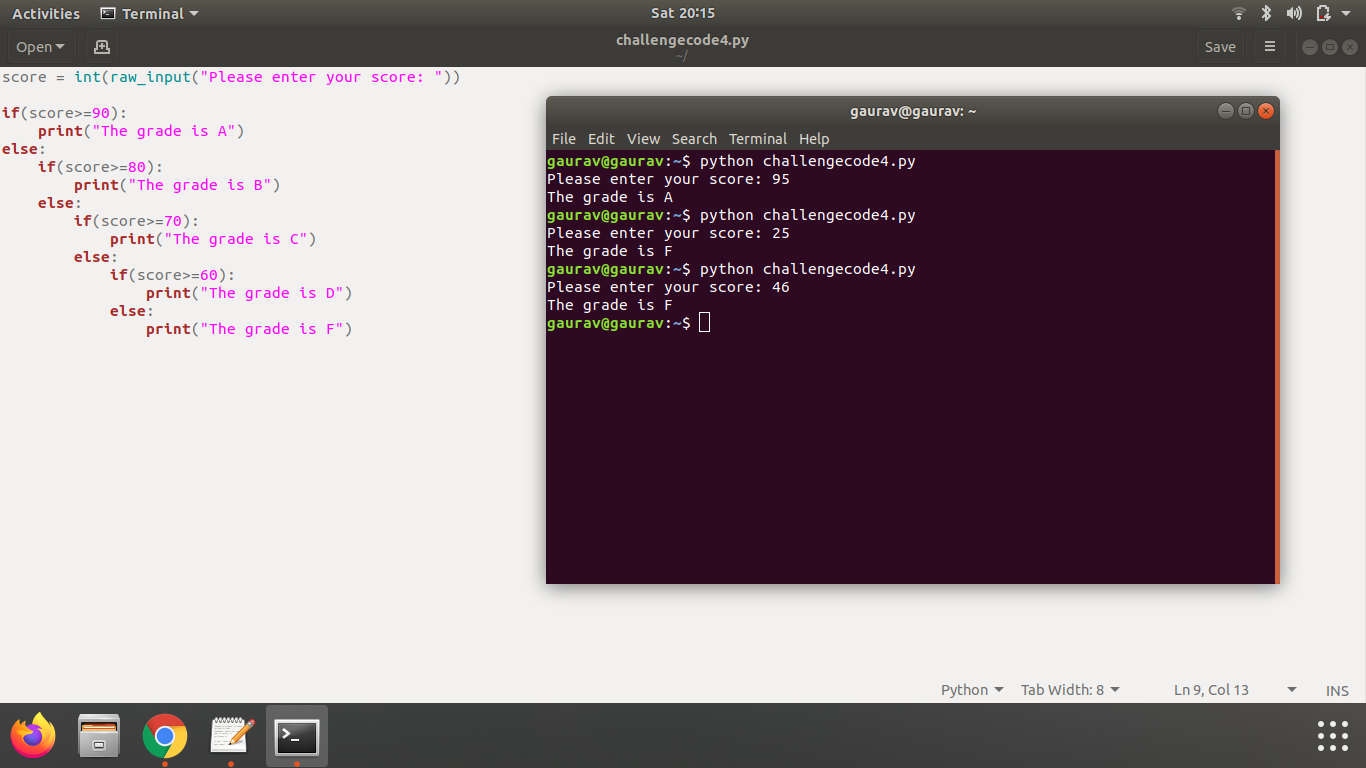 Activities Terminal Sat 20:15
Open challengecode4.py Save
~/
score = int(raw_input("Please enter your score: "))
if(score>=90):
    print("The grade is A")
else:
    if(score>=80):
        print("The grade is B")
    else:
        if(score>=70):
            print("The grade is C")
        else:
            if(score>=60):
                print("The grade is D")
            else:
                print("The grade is F")
gaurav@gaurav: ~
File Edit View Search Terminal Help
gaurav@gaurav:~$ python challengecode4.py
Please enter your score: 95
The grade is A
gaurav@gaurav:~$ python challengecode4.py
Please enter your score: 25
The grade is F
gaurav@gaurav:~$ python challengecode4.py
Please enter your score: 46
The grade is F
gaurav@gaurav:~$
Python Tab Width: 8 Ln 9, Col 13 INS